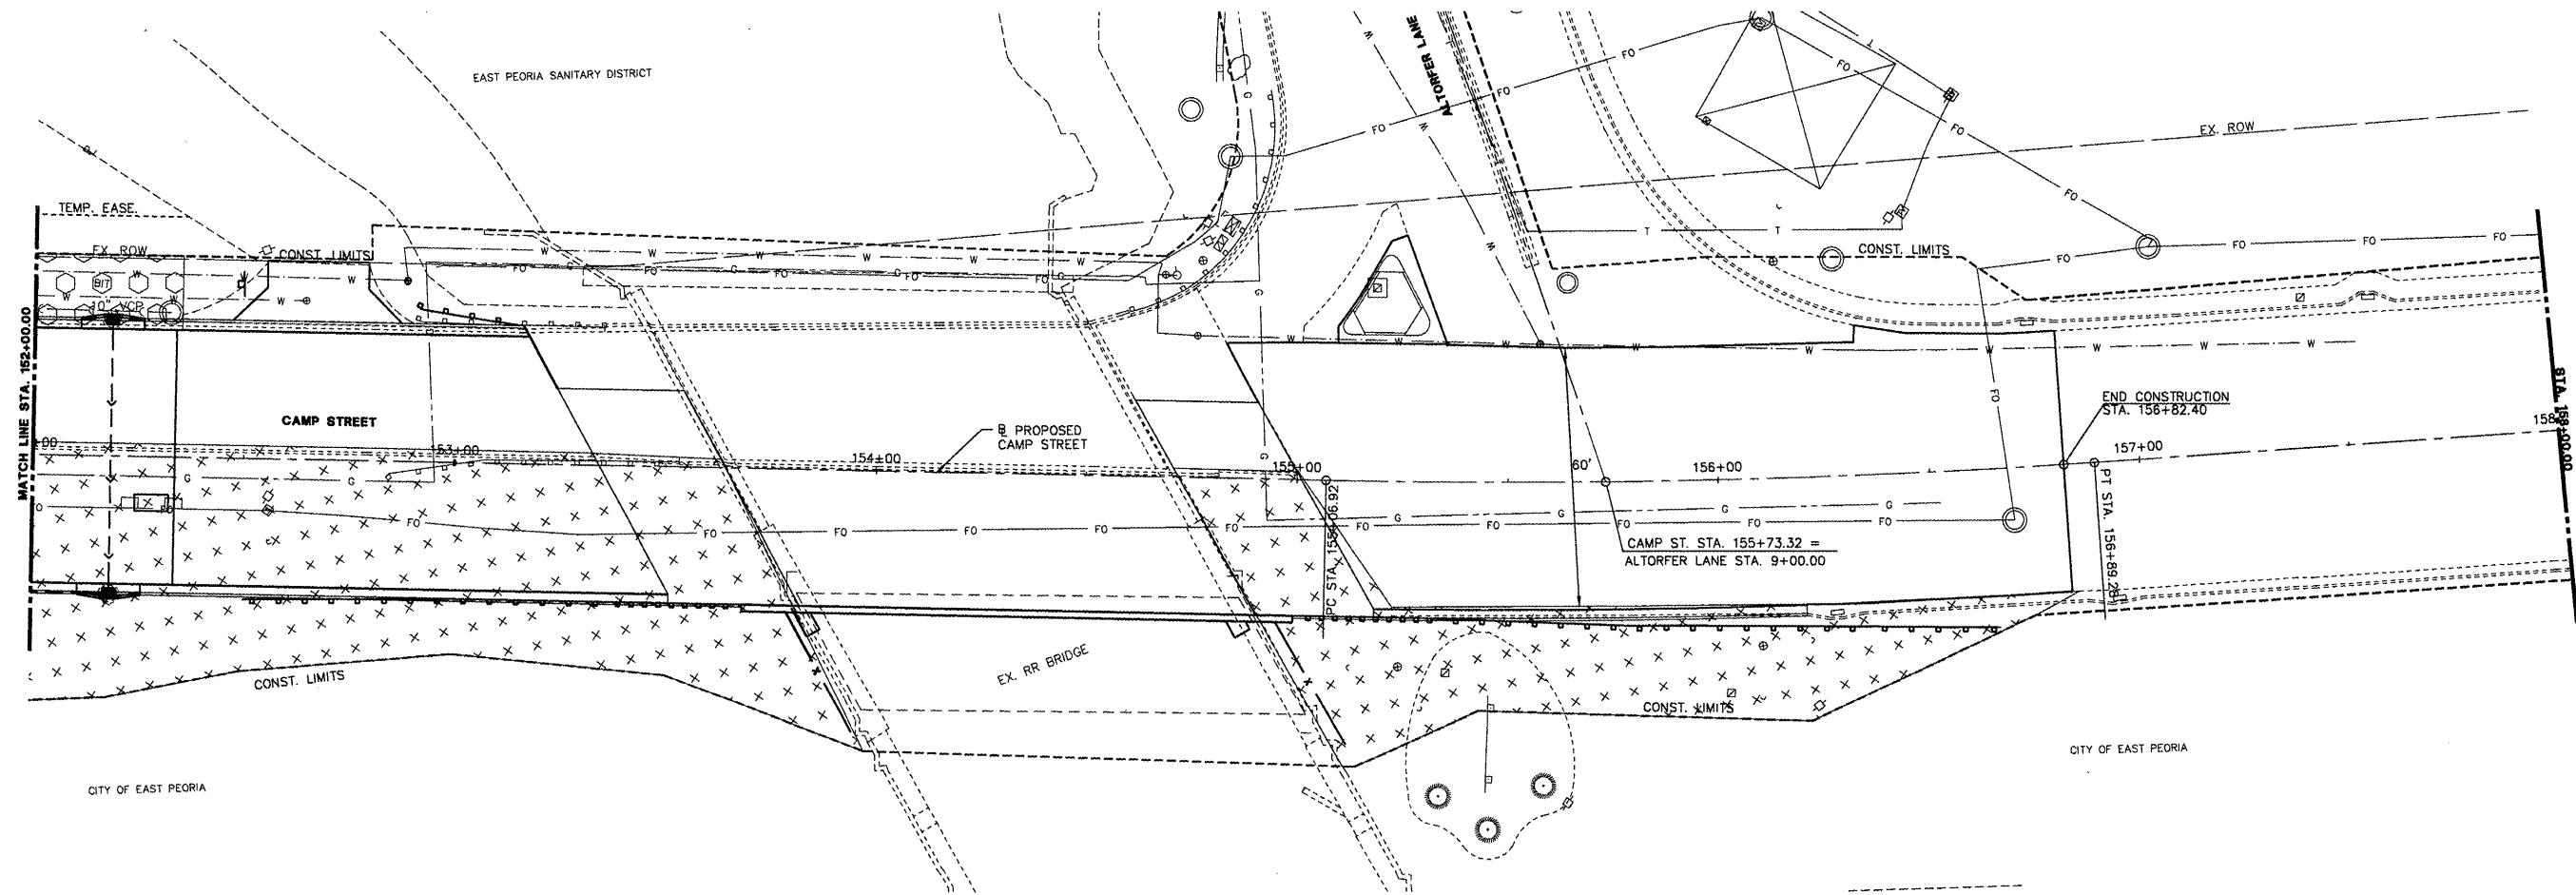 EAST PEORIA SANITARY DISTRICT
ALTORFER LANE
EX. ROW
TEMP. EASE.
EX. ROW
CONST. LIMITS
CONST. LIMITS
BIT
10" VCP
MATCH LINE STA. 152+00.00
CAMP STREET
153+00
154+00
PROPOSED
CAMP STREET
155+00
60'
156+00
END CONSTRUCTION
STA. 156+82.40
157+00
158
STA. 158+00.00
PC STA. 155+06.92
CAMP ST. STA. 155+73.32 =
ALTORFER LANE STA. 9+00.00
PT STA. 156+89.28
EX. RR BRIDGE
CONST. LIMITS
CONST. LIMITS
CITY OF EAST PEORIA
CITY OF EAST PEORIA